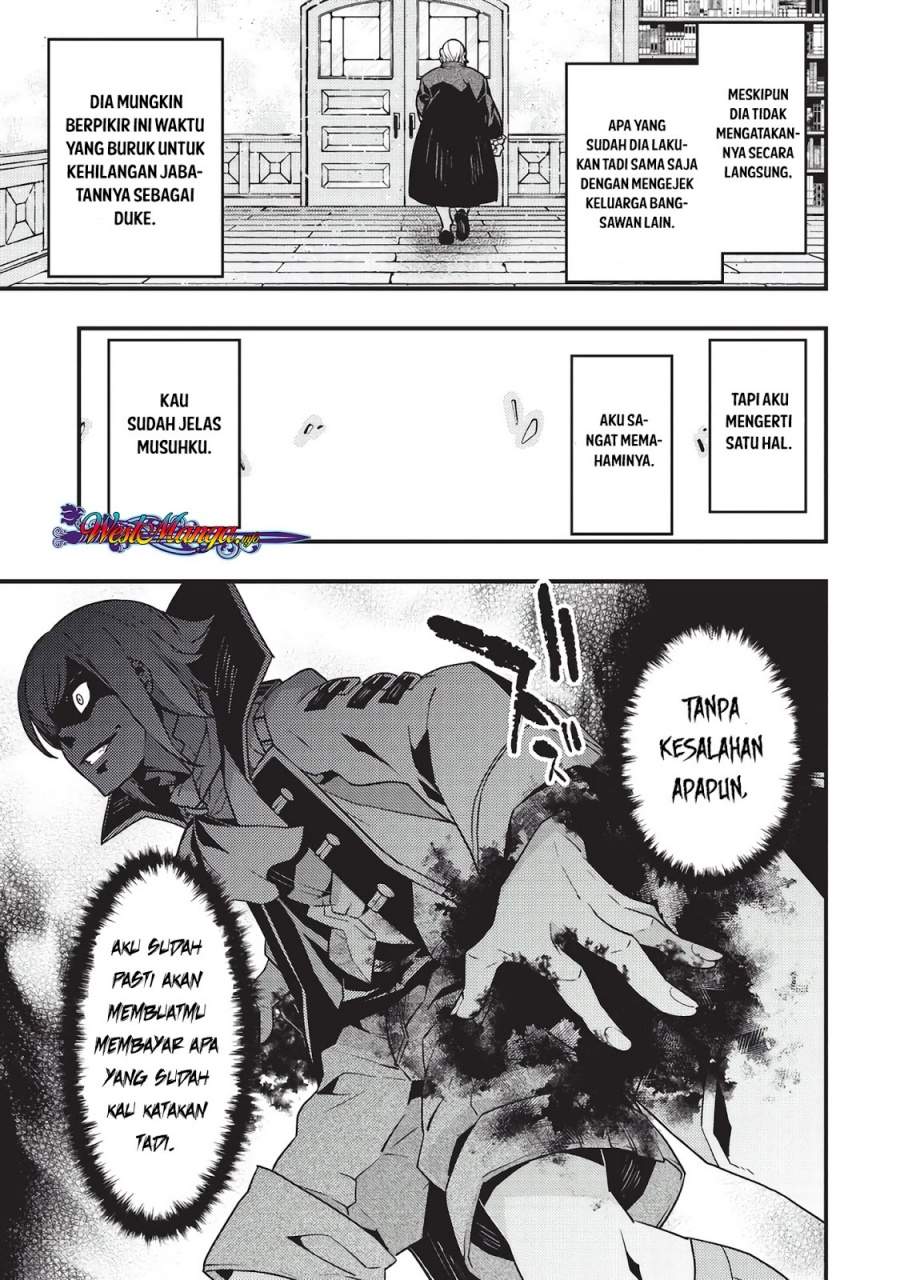 MESKIPUN
DIA TIDAK
MENGATAKAN-
NYA SECARA
LANGSUNG.
APA YANG
SUDAH DIA LAKU-
KAN TADI SAMA SAJA
DENGAN MENGEJEK
KELUARGA BANG-
SAWAN LAIN.
DIA MUNGKIN
BERPIKIR INI WAKTU
YANG BURUK UNTUK
KEHILANGAN JABA-
TANNYA SEBAGAI
DUKE.
TAPI AKU
MENGERTI
SATU HAL.
AKU SA-
NGAT MEMA-
HAMINYA.
KAU
SUDAH JELAS
MUSUHKU.
WestManga.info
TANPA
KESALAHAN
APAPUN,
AKU SUDAH
PASTI AKAN
MEMBUATMU
MEMBAYAR APA
YANG SUDAH
KAU KATAKAN
TADI.